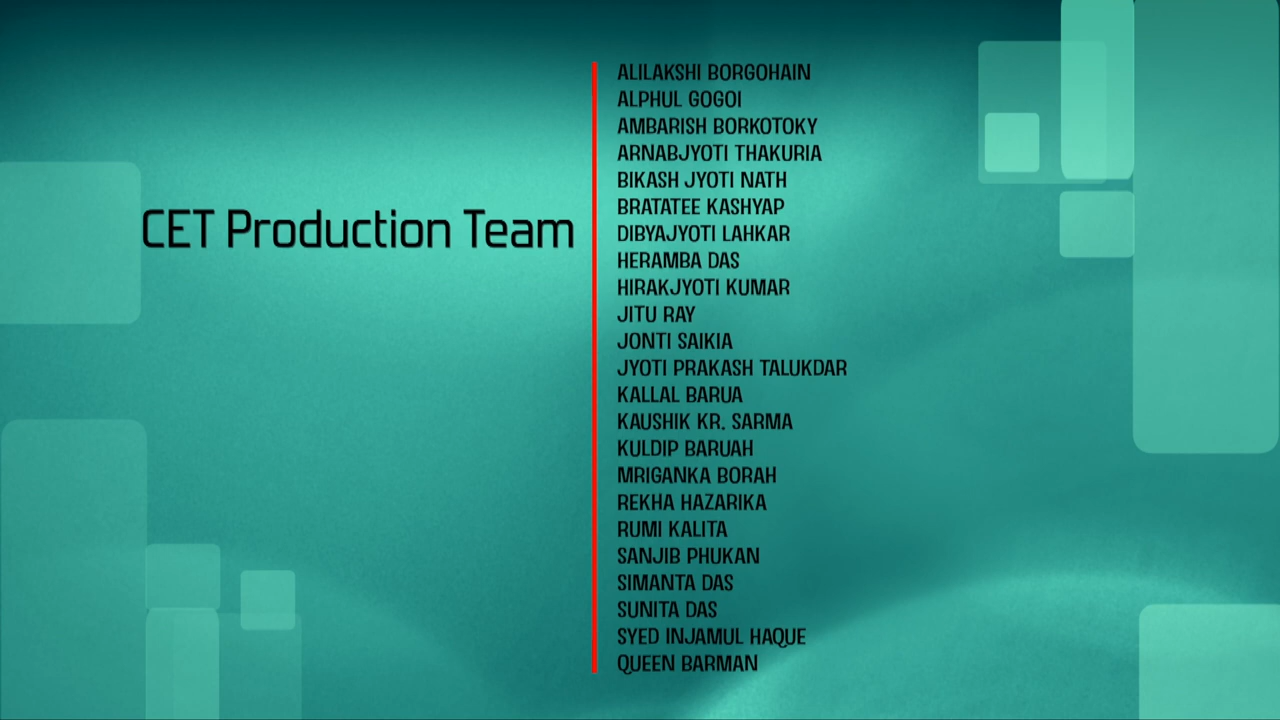 CET Production Team
ALILAKSHI BORGOHAIN
ALPHUL GOGOI
AMBARISH BORKOTOKY
ARNABJYOTI THAKURIA
BIKASH JYOTI NATH
BRATATEE KASHYAP
DIBYAJYOTI LAHKAR
HERAMBA DAS
HIRAKJYOTI KUMAR
JITU RAY
JONTI SAIKIA
JYOTI PRAKASH TALUKDAR
KALLAL BARUA
KAUSHIK KR. SARMA
KULDIP BARUAH
MRIGANKA BORAH
REKHA HAZARIKA
RUMI KALITA
SANJIB PHUKAN
SIMANTA DAS
SUNITA DAS
SYED INJAMUL HAQUE
QUEEN BARMAN